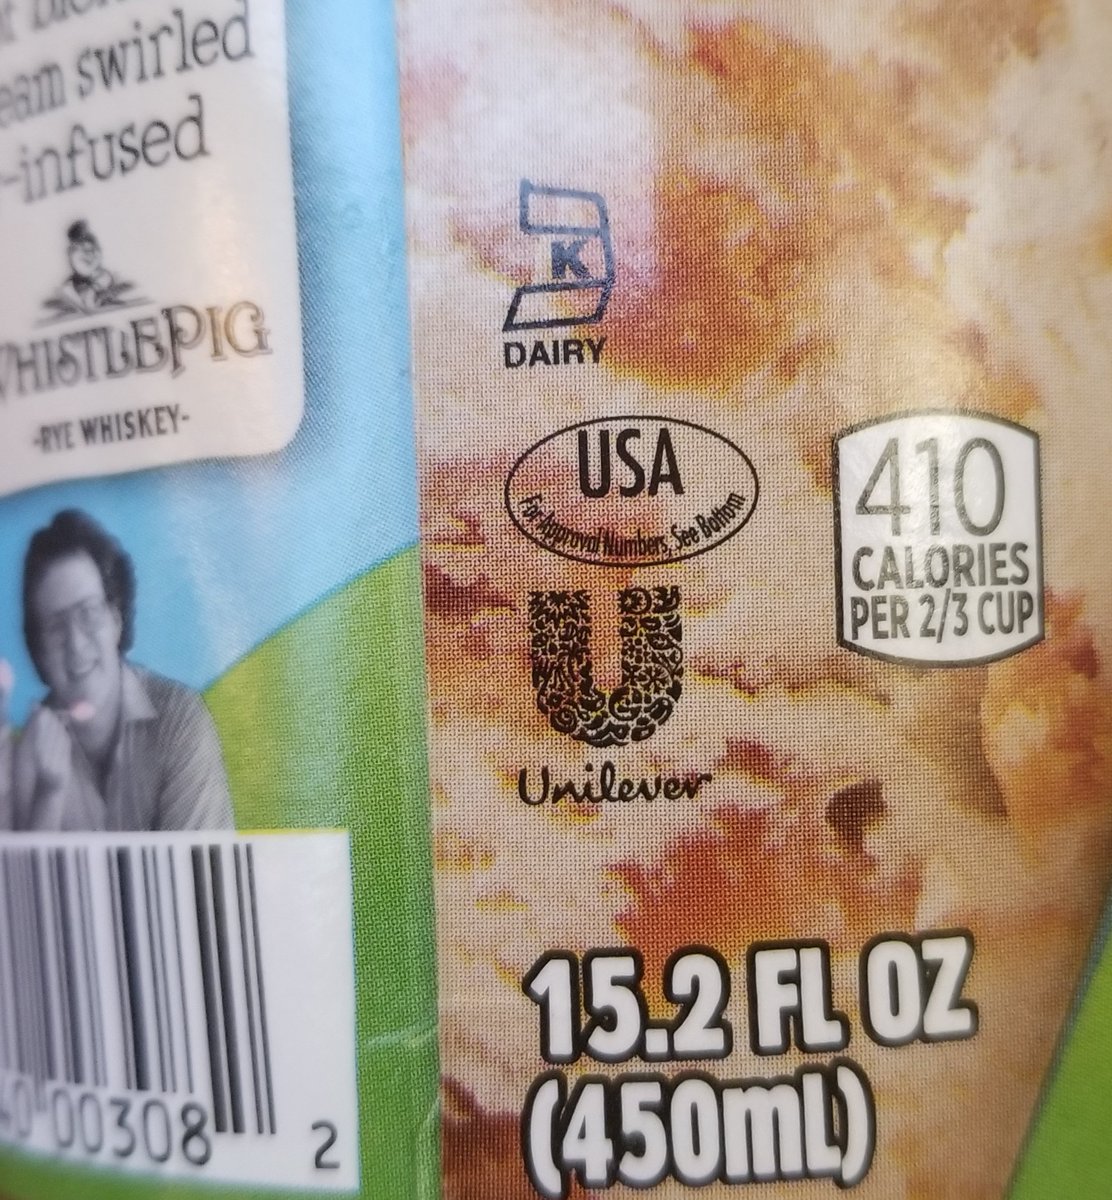 swirled
-infused
WHISTLEPIG
-RYE WHISKEY-
00308
2
K
DAIRY
USA
For Approval Numbers, See Bottom
410
CALORIES
PER 2/3 CUP
Unilever
15.2 FL OZ
(450mL)